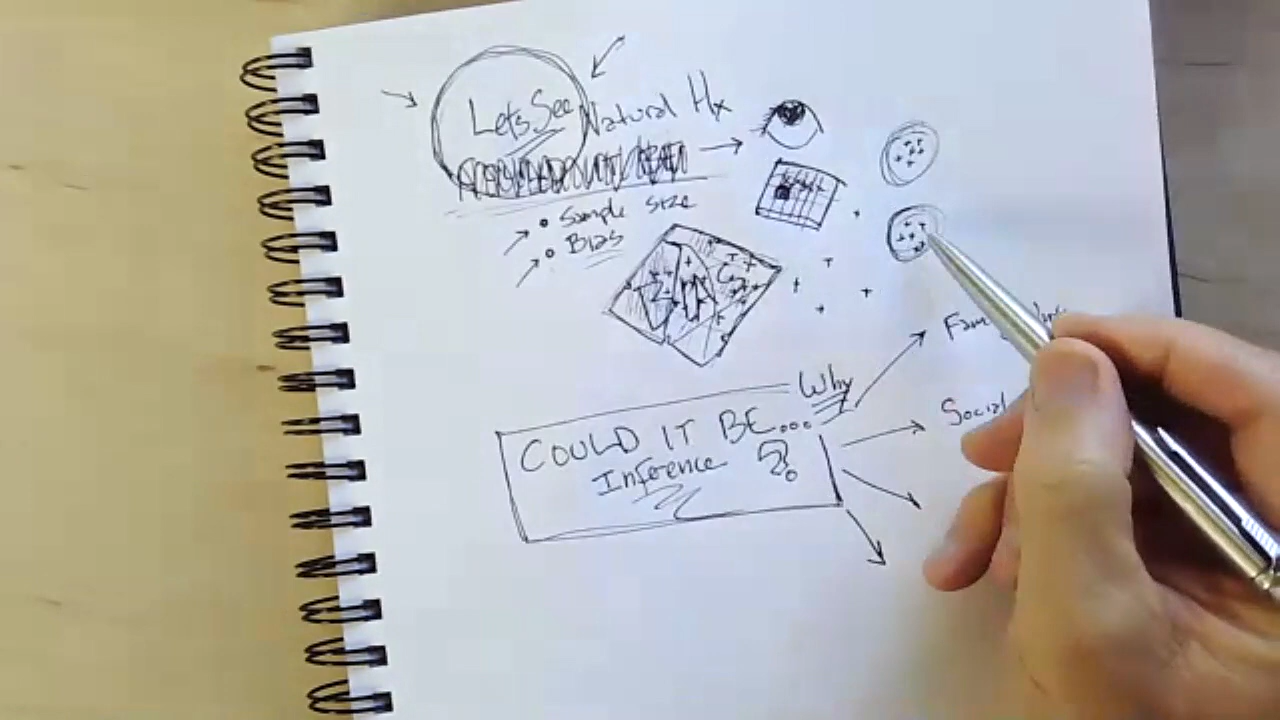 Lets See Natural Hx
• Sample size
• Bias
Why
COULD IT BE...
Inference ?
Social